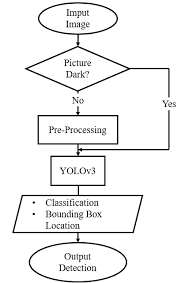 Imput
Image
Picture
Dark?
No
Yes
Pre-Processing
YOLOv3
• Classification
• Bounding Box
Location
Output
Detection